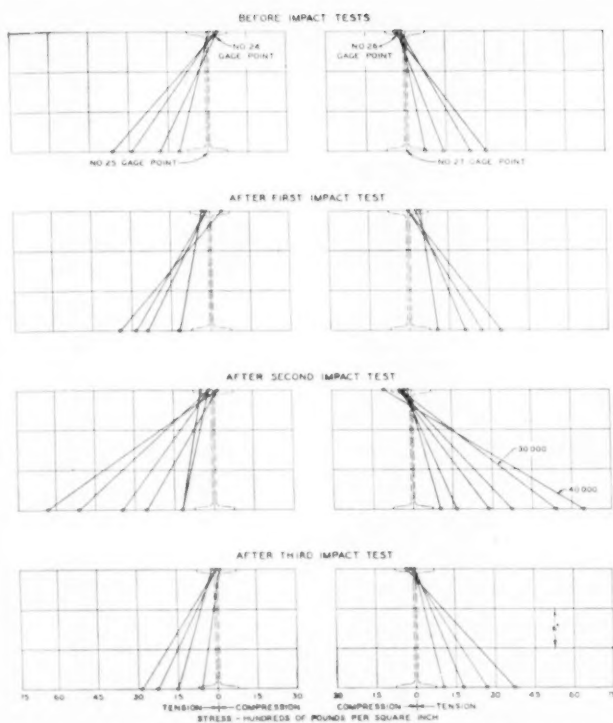 BEFORE IMPACT TESTS
NO. 24 GAGE POINT
NO. 26 GAGE POINT
NO. 25 GAGE POINT
NO. 27 GAGE POINT
AFTER FIRST IMPACT TEST
AFTER SECOND IMPACT TEST
30,000
40,000
AFTER THIRD IMPACT TEST
75 60 45 30 15 0 30 0 15 30 45 60 75
TENSION COMPRESSION COMPRESSION TENSION
STRESS - HUNDREDS OF POUNDS PER SQUARE INCH